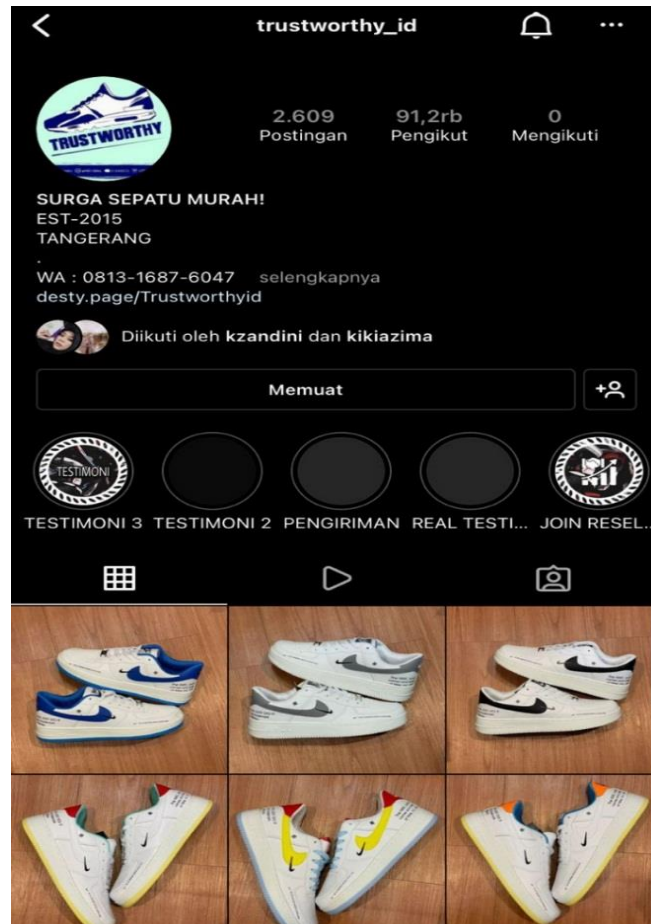 trustworthy_id
TRUSTWORTHY
2.609
Postingan
91,2rb
Pengikut
0
Mengikuti
SURGA SEPATU MURAH!
EST-2015
TANGERANG
.
WA : 0813-1687-6047 selengkapnya
desty.page/Trustworthyid
Diikuti oleh kzandini dan kikiazima
Memuat
TESTIMONI
TESTIMONI 3
TESTIMONI 2
PENGIRIMAN
REAL TESTI...
JOIN RESEL..